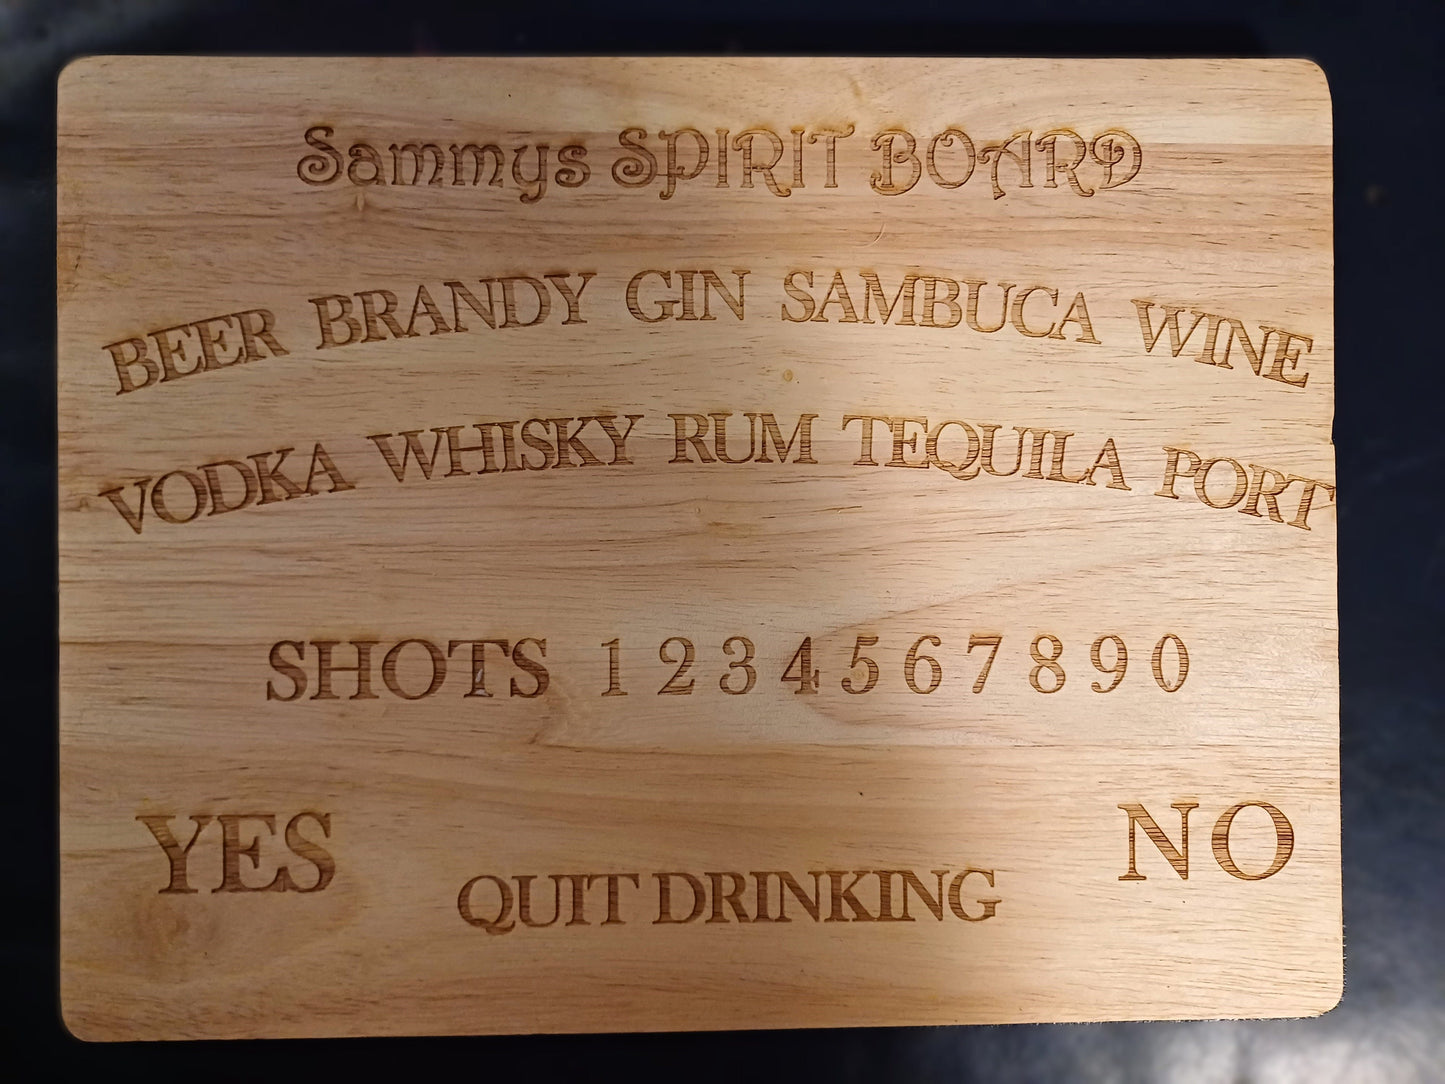 Sammys SPIRIT BOARD
BEER BRANDY GIN SAMBUCA WINE
VODKA WHISKY RUM TEQUILA PORT
SHOTS 1 2 3 4 5 6 7 8 9 0
YES NO
QUIT DRINKING